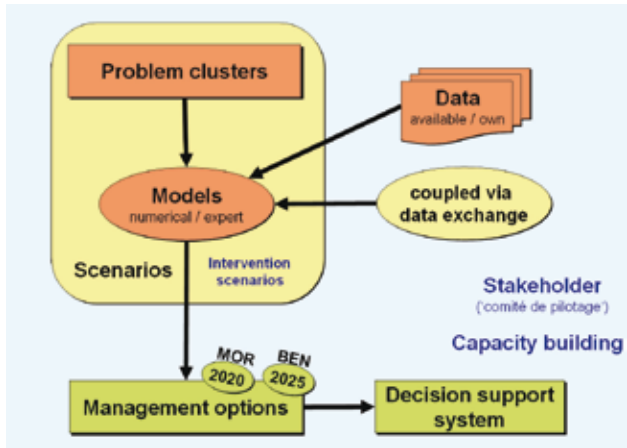 Problem clusters
Data
available / own
Models
numerical / expert
coupled via
data exchange
Scenarios
Intervention
scenarios
Stakeholder
('comité de pilotage')
Capacity building
MOR
2020
BEN
2025
Management options
Decision support
system